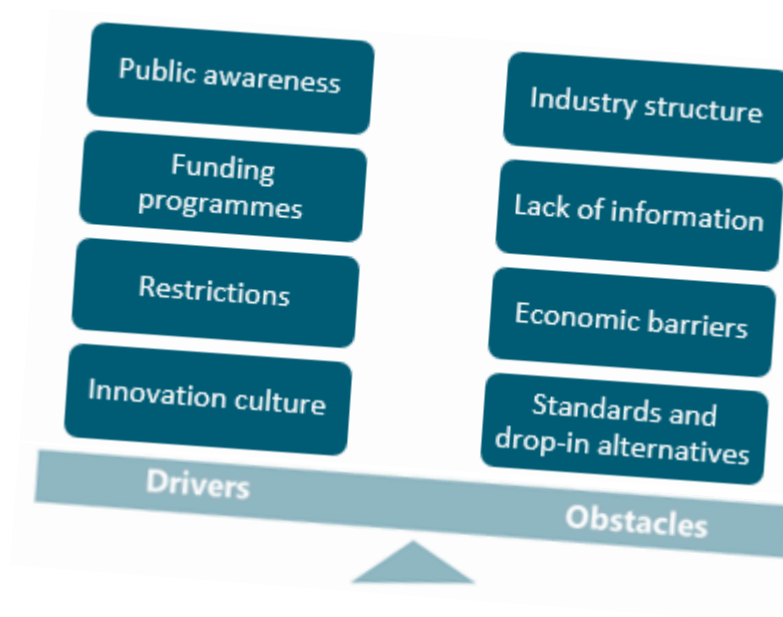 Public awareness
Funding
programmes
Restrictions
Innovation culture
Drivers
Industry structure
Lack of information
Economic barriers
Standards and
drop-in alternatives
Obstacles